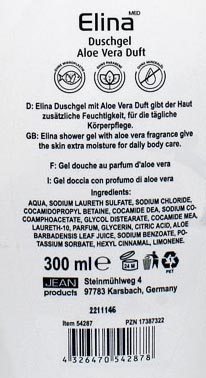 Elina MED
Duschgel
Aloe Vera Duft
D: Elina Duschgel mit Aloe Vera Duft gibt der Haut
zusätzliche Feuchtigkeit, für die tägliche
Körperpflege.
GB: Elina shower gel with aloe vera fragrance give
the skin extra moisture for daily body care.
F: Gel douche au parfum d'aloe vera
I: Gel doccia con profumo di aloe vera
Ingredients:
AQUA, SODIUM LAURETH SULFATE, SODIUM CHLORIDE,
COCAMIDOPROPYL BETAINE, COCAMIDE DEA, SODIUM CO-
COAMPHOACETATE, GLYCOL DISTEARATE, COCAMIDE MEA,
LAURETH-10, PARFUM, GLYCERIN, CITRIC ACID, ALOE
BARBADENSIS LEAF JUICE, SODIUM BENZOATE, PO-
TASSIUM SORBATE, HEXYL CINNAMAL, LIMONENE.
300 ml ℮ 24 M PET
JEAN products
Steinmühlweg 4
97783 Karsbach, Germany
2211146
Item 54287 PZN 17387322
4 326470 542878